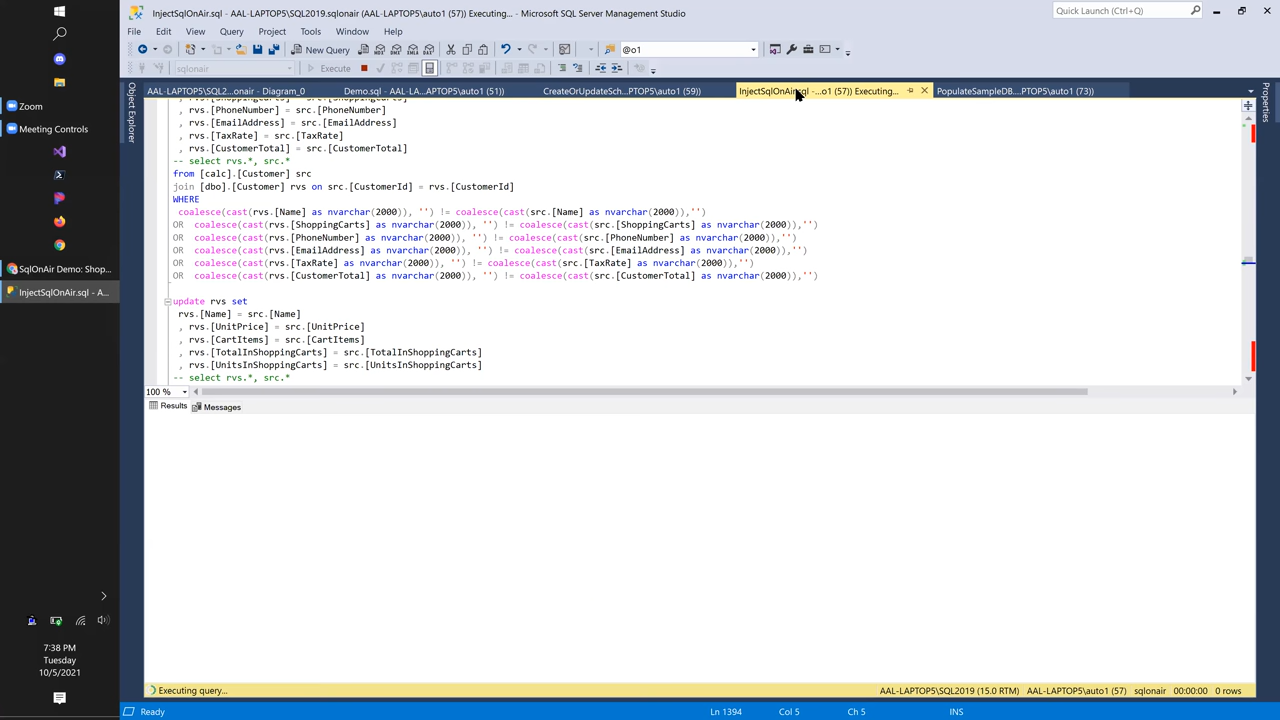 InjectSqlOnAir.sql - AAL-LAPTOP5\SQL2019.sqlonair (AAL-LAPTOP5\auto1 (57)) Executing... - Microsoft SQL Server Management Studio
Quick Launch (Ctrl+Q)
File Edit View Query Project Tools Window Help
New Query
@o1
sqlonair
Execute
AAL-LAPTOP5\SQL2...onair - Diagram_0
Demo.sql - AAL-LA...APTOP5\auto1 (51))
CreateOrUpdateSch...PTOP5\auto1 (59))
InjectSqlOnAir.sql -...o1 (57)) Executing...
PopulateSampleDB....PTOP5\auto1 (73))
Object Explorer
Properties
Zoom
Meeting Controls
SqlOnAir Demo: Shop...
InjectSqlOnAir.sql - A...
, rvs.[ShoppingCarts] = src.[ShoppingCarts]
, rvs.[PhoneNumber] = src.[PhoneNumber]
, rvs.[EmailAddress] = src.[EmailAddress]
, rvs.[TaxRate] = src.[TaxRate]
, rvs.[CustomerTotal] = src.[CustomerTotal]
-- select rvs.*, src.*
from [calc].[Customer] src
join [dbo].[Customer] rvs on src.[CustomerId] = rvs.[CustomerId]
WHERE
coalesce(cast(rvs.[Name] as nvarchar(2000)), '') != coalesce(cast(src.[Name] as nvarchar(2000)),'')
OR coalesce(cast(rvs.[ShoppingCarts] as nvarchar(2000)), '') != coalesce(cast(src.[ShoppingCarts] as nvarchar(2000)),'')
OR coalesce(cast(rvs.[PhoneNumber] as nvarchar(2000)), '') != coalesce(cast(src.[PhoneNumber] as nvarchar(2000)),'')
OR coalesce(cast(rvs.[EmailAddress] as nvarchar(2000)), '') != coalesce(cast(src.[EmailAddress] as nvarchar(2000)),'')
OR coalesce(cast(rvs.[TaxRate] as nvarchar(2000)), '') != coalesce(cast(src.[TaxRate] as nvarchar(2000)),'')
OR coalesce(cast(rvs.[CustomerTotal] as nvarchar(2000)), '') != coalesce(cast(src.[CustomerTotal] as nvarchar(2000)),'')
update rvs set
rvs.[Name] = src.[Name]
, rvs.[UnitPrice] = src.[UnitPrice]
, rvs.[CartItems] = src.[CartItems]
, rvs.[TotalInShoppingCarts] = src.[TotalInShoppingCarts]
, rvs.[UnitsInShoppingCarts] = src.[UnitsInShoppingCarts]
-- select rvs.*, src.*
100 %
Results Messages
Executing query...
AAL-LAPTOP5\SQL2019 (15.0 RTM) AAL-LAPTOP5\auto1 (57) sqlonair 00:00:00 0 rows
Ready Ln 1394 Col 5 Ch 5 INS
7:38 PM
Tuesday
10/5/2021